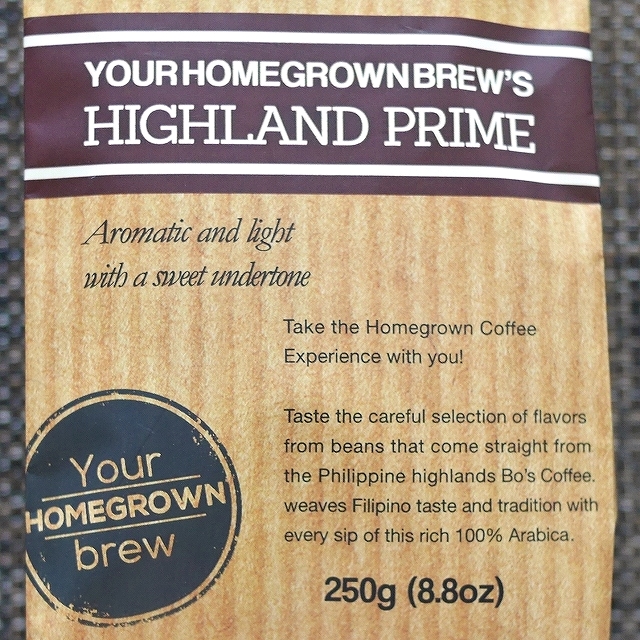 YOUR HOMEGROWN BREW'S
HIGHLAND PRIME
Aromatic and light
with a sweet undertone
Take the Homegrown Coffee
Experience with you!
Taste the careful selection of flavors
from beans that come straight from
the Philippine highlands Bo's Coffee.
weaves Filipino taste and tradition with
every sip of this rich 100% Arabica.
250g (8.8oz)
Your
HOMEGROWN
brew